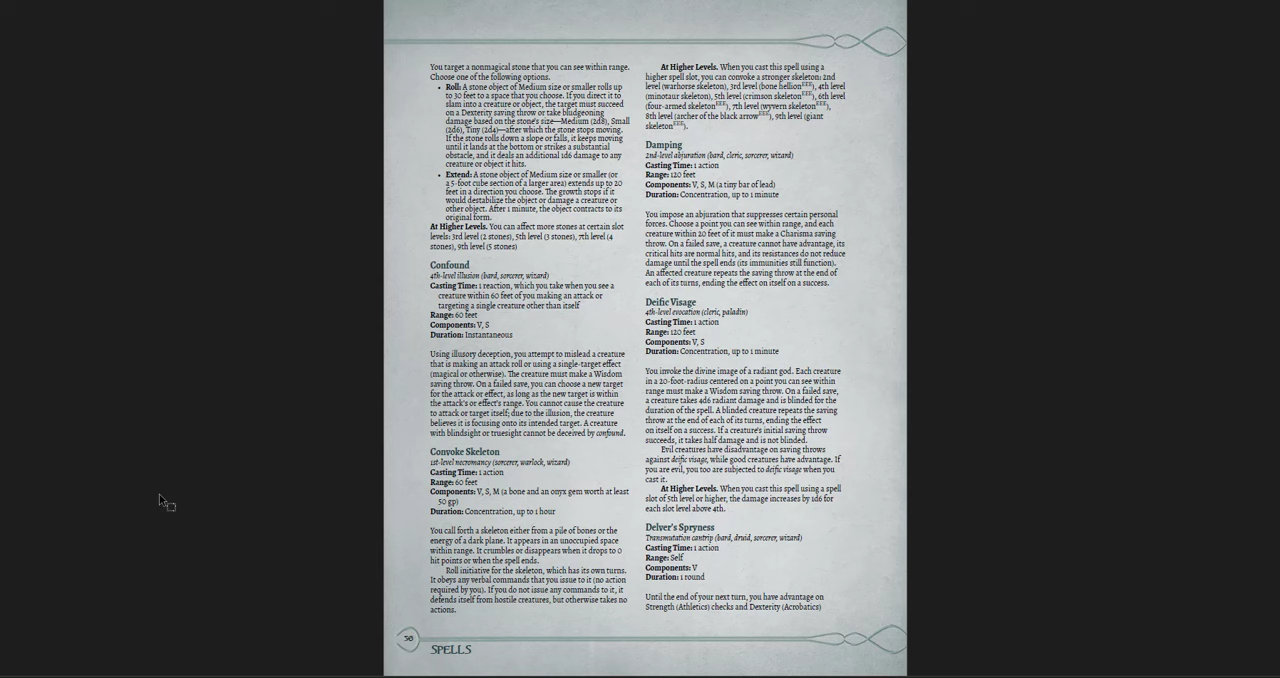 You target a nonmagical stone that you can see within range.
Choose one of the following options.
• Roll: A stone object of Medium size or smaller rolls up
to 30 feet to a space that you choose. If you direct it to
slam into a creature or object, the target must succeed
on a Dexterity saving throw or take bludgeoning
damage based on the stone's size—Medium (2d8), Small
(2d6), Tiny (2d4)—after which the stone stops moving.
If the stone rolls down a slope or falls, it keeps moving
until it lands at the bottom or strikes a substantial
obstacle, and it deals an additional 1d6 damage to any
creature or object it hits.
• Extend: A stone object of Medium size or smaller (or
a 5-foot cube section of a larger area) extends up to 20
feet in a direction you choose. The growth stops if it
would destabilize the object or damage a creature or
other object. After 1 minute, the object contracts to its
original form.
At Higher Levels. You can affect more stones at certain slot
levels: 3rd level (2 stones), 5th level (3 stones), 7th level (4
stones), 9th level (5 stones)
Confound
4th-level illusion (bard, sorcerer, wizard)
Casting Time: 1 reaction, which you take when you see a
creature within 60 feet of you making an attack or
targeting a single creature other than itself
Range: 60 feet
Components: V, S
Duration: Instantaneous
Using illusory deception, you attempt to mislead a creature
that is making an attack roll or using a single-target effect
(magical or otherwise). The creature must make a Wisdom
saving throw. On a failed save, you can choose a new target
for the attack or effect, as long as the new target is within
the attack's or effect's range. You cannot cause the creature
to attack or target itself; due to the illusion, the creature
believes it is focusing onto its intended target. A creature
with blindsight or truesight cannot be deceived by confound.
Convoke Skeleton
1st-level necromancy (sorcerer, warlock, wizard)
Casting Time: 1 action
Range: 60 feet
Components: V, S, M (a bone and an onyx gem worth at least
50 gp)
Duration: Concentration, up to 1 hour
You call forth a skeleton either from a pile of bones or the
energy of a dark plane. It appears in an unoccupied space
within range. It crumbles or disappears when it drops to 0
hit points or when the spell ends.
Roll initiative for the skeleton, which has its own turns.
It obeys any verbal commands that you issue to it (no action
required by you). If you do not issue any commands to it, it
defends itself from hostile creatures, but otherwise takes no
actions.
At Higher Levels. When you cast this spell using a
higher spell slot, you can convoke a stronger skeleton: 2nd
level (warhorse skeleton), 3rd level (bone hellionEEE), 4th level
(minotaur skeleton), 5th level (crimson skeletonEEE), 6th level
(four-armed skeletonEEE), 7th level (wyvern skeletonEEE),
8th level (archer of the black arrowEEE), 9th level (giant
skeletonEEE).
Damping
2nd-level abjuration (bard, cleric, sorcerer, wizard)
Casting Time: 1 action
Range: 120 feet
Components: V, S, M (a tiny bar of lead)
Duration: Concentration, up to 1 minute
You impose an abjuration that suppresses certain personal
forces. Choose a point you can see within range, and each
creature within 20 feet of it must make a Charisma saving
throw. On a failed save, a creature cannot have advantage, its
critical hits are normal hits, and its resistances do not reduce
damage until the spell ends (its immunities still function).
An affected creature repeats the saving throw at the end of
each of its turns, ending the effect on itself on a success.
Deific Visage
4th-level evocation (cleric, paladin)
Casting Time: 1 action
Range: 120 feet
Components: V, S
Duration: Concentration, up to 1 minute
You invoke the divine image of a radiant god. Each creature
in a 20-foot-radius centered on a point you can see within
range must make a Wisdom saving throw. On a failed save,
a creature takes 4d6 radiant damage and is blinded for the
duration of the spell. A blinded creature repeats the saving
throw at the end of each of its turns, ending the effect
on itself on a success. If a creature's initial saving throw
succeeds, it takes half damage and is not blinded.
Evil creatures have disadvantage on saving throws
against deific visage, while good creatures have advantage. If
you are evil, you too are subjected to deific visage when you
cast it.
At Higher Levels. When you cast this spell using a spell
slot of 5th level or higher, the damage increases by 1d6 for
each slot level above 4th.
Delver's Spryness
Transmutation cantrip (bard, druid, sorcerer, wizard)
Casting Time: 1 action
Range: Self
Components: V
Duration: 1 round
Until the end of your next turn, you have advantage on
Strength (Athletics) checks and Dexterity (Acrobatics)
50
SPELLS